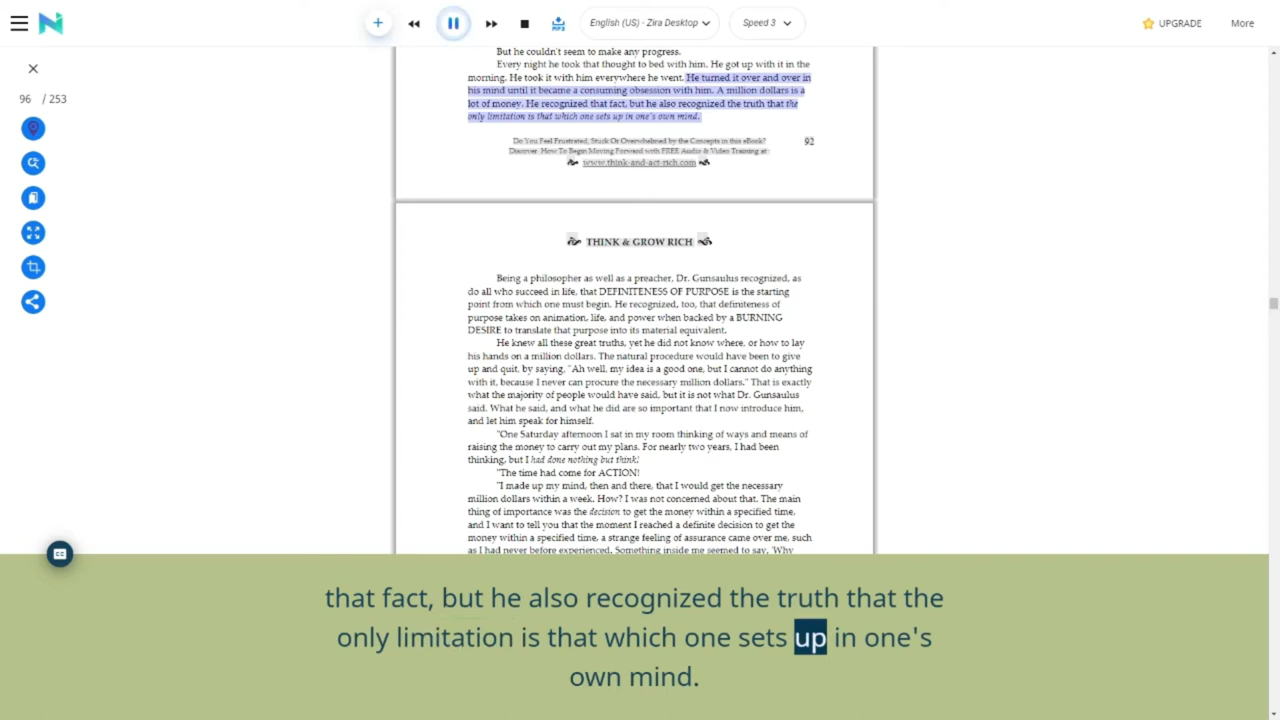 English (US) - Zira Desktop
Speed 3
UPGRADE
More
MP3
96 / 253
But he couldn't seem to make any progress.
Every night he took that thought to bed with him. He got up with it in the
morning. He took it with him everywhere he went. He turned it over and over in
his mind until it became a consuming obsession with him. A million dollars is a
lot of money. He recognized that fact, but he also recognized the truth that the
only limitation is that which one sets up in one's own mind.
Do You Feel Frustrated, Stuck Or Overwhelmed by the Concepts in this eBook?
92
Discover How To Begin Moving Forward with FREE Audio & Video Training at:
www.think-and-act-rich.com
THINK & GROW RICH
Being a philosopher as well as a preacher, Dr. Gunsaulus recognized, as
do all who succeed in life, that DEFINITENESS OF PURPOSE is the starting
point from which one must begin. He recognized, too, that definiteness of
purpose takes on animation, life, and power when backed by a BURNING
DESIRE to translate that purpose into its material equivalent.
He knew all these great truths, yet he did not know where, or how to lay
his hands on a million dollars. The natural procedure would have been to give
up and quit, by saying, "Ah well, my idea is a good one, but I cannot do anything
with it, because I never can procure the necessary million dollars." That is exactly
what the majority of people would have said, but it is not what Dr. Gunsaulus
said. What he said, and what he did are so important that I now introduce him,
and let him speak for himself.
"One Saturday afternoon I sat in my room thinking of ways and means of
raising the money to carry out my plans. For nearly two years, I had been
thinking, but I had done nothing but think!
"The time had come for ACTION!
"I made up my mind, then and there, that I would get the necessary
million dollars within a week. How? I was not concerned about that. The main
thing of importance was the decision to get the money within a specified time,
and I want to tell you that the moment I reached a definite decision to get the
money within a specified time, a strange feeling of assurance came over me, such
as I had never before experienced. Something inside me seemed to say, 'Why
that fact, but he also recognized the truth that the
only limitation is that which one sets up in one's
own mind.